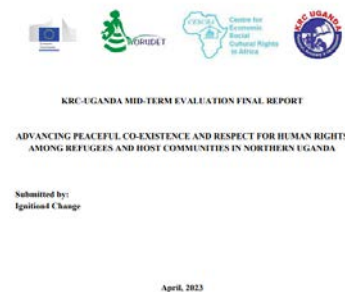 WORUDET
CESCRA
Centre for
Economic
Social
Cultural Rights
in Africa
KRC UGANDA
KRC-UGANDA MID-TERM EVALUATION FINAL REPORT
ADVANCING PEACEFUL CO-EXISTENCE AND RESPECT FOR HUMAN RIGHTS
AMONG REFUGEES AND HOST COMMUNITIES IN NORTHERN UGANDA
Submitted by:
Ignition4 Change
April, 2023